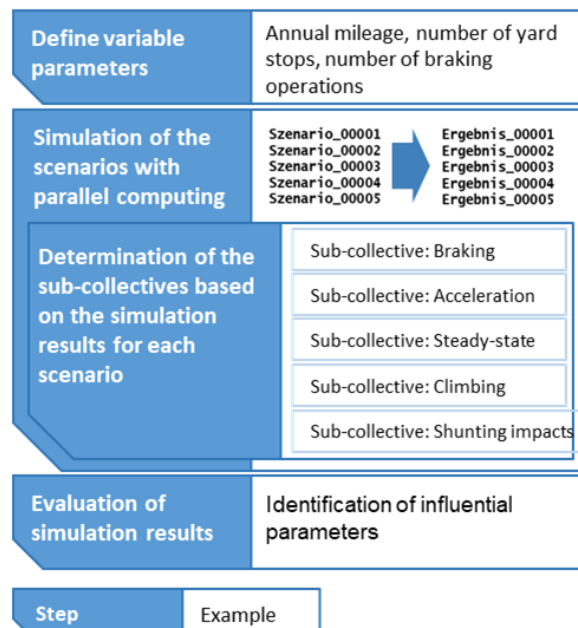 Define variable
parameters
Annual mileage, number of yard
stops, number of braking
operations
Simulation of the
scenarios with
parallel computing
Szenario_00001
Szenario_00002
Szenario_00003
Szenario_00004
Szenario_00005
Ergebnis_00001
Ergebnis_00002
Ergebnis_00003
Ergebnis_00004
Ergebnis_00005
Determination of the
sub-collectives based
on the simulation
results for each
scenario
Sub-collective: Braking
Sub-collective: Acceleration
Sub-collective: Steady-state
Sub-collective: Climbing
Sub-collective: Shunting impacts
Evaluation of
simulation results
Identification of influential
parameters
Step
Example